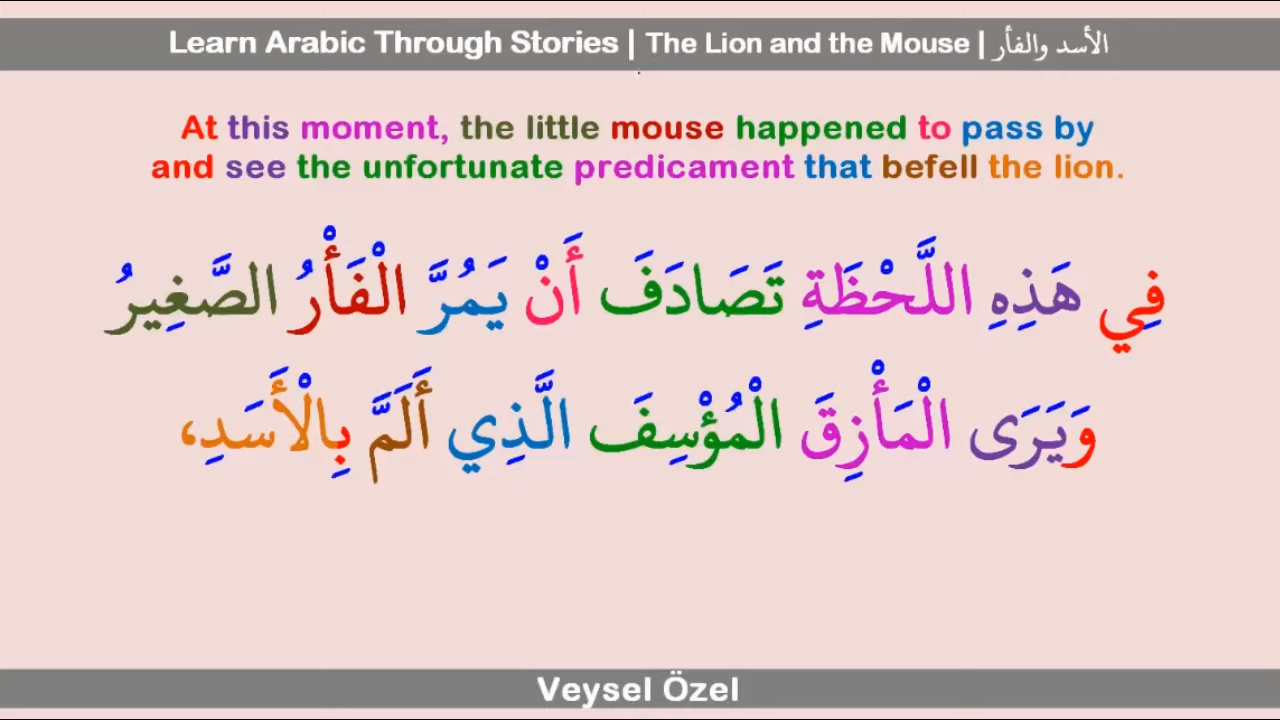 Learn Arabic Through Stories | The Lion and the Mouse | الأسد والفأر
At this moment, the little mouse happened to pass by
and see the unfortunate predicament that befell the lion.
فِي هَذِهِ اللَّحْظَةِ تَصَادَفَ أَنْ يَمُرَّ الْفَأْرُ الصَّغِيرُ
وَيَرَى الْمَأْزِقَ الْمُؤْسِفَ الَّذِي أَلَمَّ بِالْأَسَدِ،
Veysel Özel